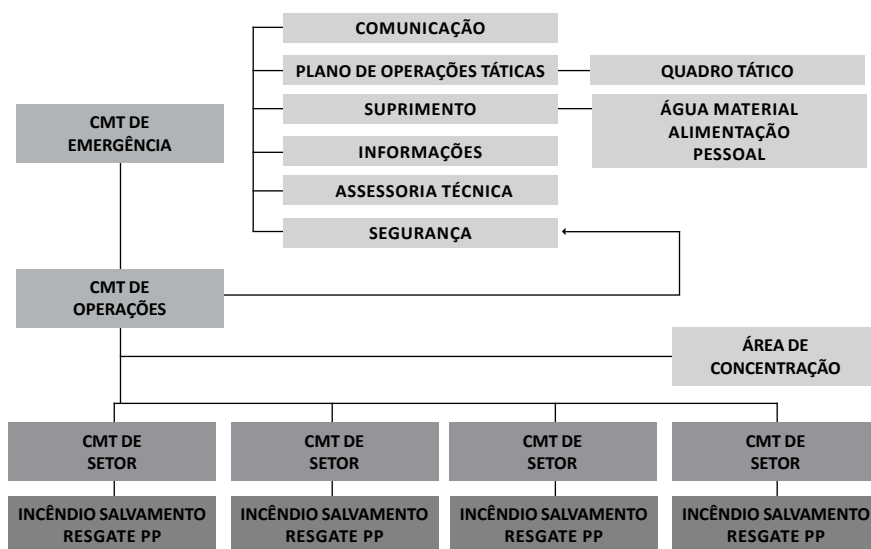 COMUNICAÇÃO
PLANO DE OPERAÇÕES TÁTICAS
QUADRO TÁTICO
SUPRIMENTO
ÁGUA MATERIAL
ALIMENTAÇÃO
PESSOAL
CMT DE
EMERGÊNCIA
INFORMAÇÕES
ASSESSORIA TÉCNICA
SEGURANÇA
CMT DE
OPERAÇÕES
ÁREA DE
CONCENTRAÇÃO
CMT DE
SETOR
CMT DE
SETOR
CMT DE
SETOR
CMT DE
SETOR
INCÊNDIO SALVAMENTO
RESGATE PP
INCÊNDIO SALVAMENTO
RESGATE PP
INCÊNDIO SALVAMENTO
RESGATE PP
INCÊNDIO SALVAMENTO
RESGATE PP